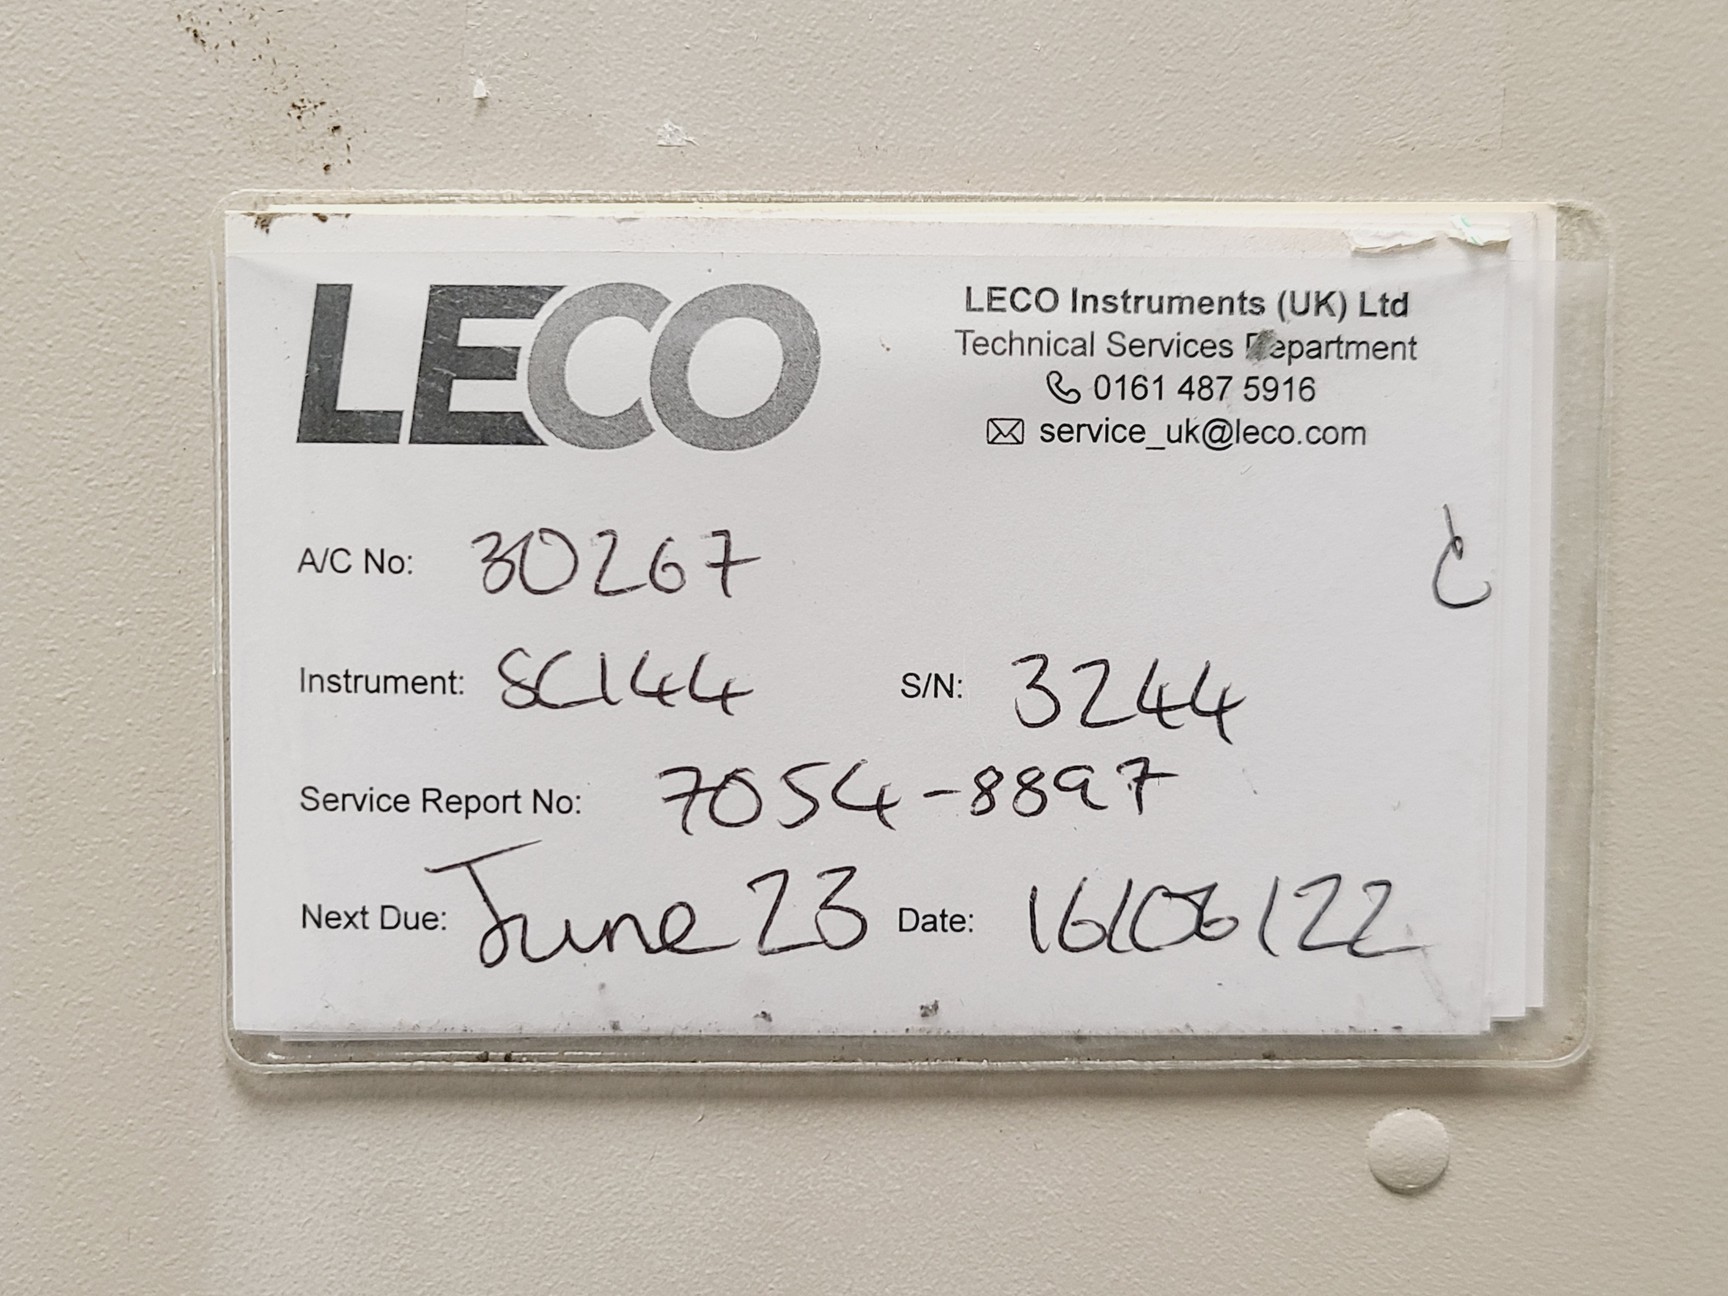 LECO
LECO Instruments (UK) Ltd
Technical Services Department
0161 487 5916
service_uk@leco.com
A/C No: 30267
Instrument: SC144 S/N: 3244
Service Report No: 7054-8897
Next Due: June 23 Date: 16/06/22